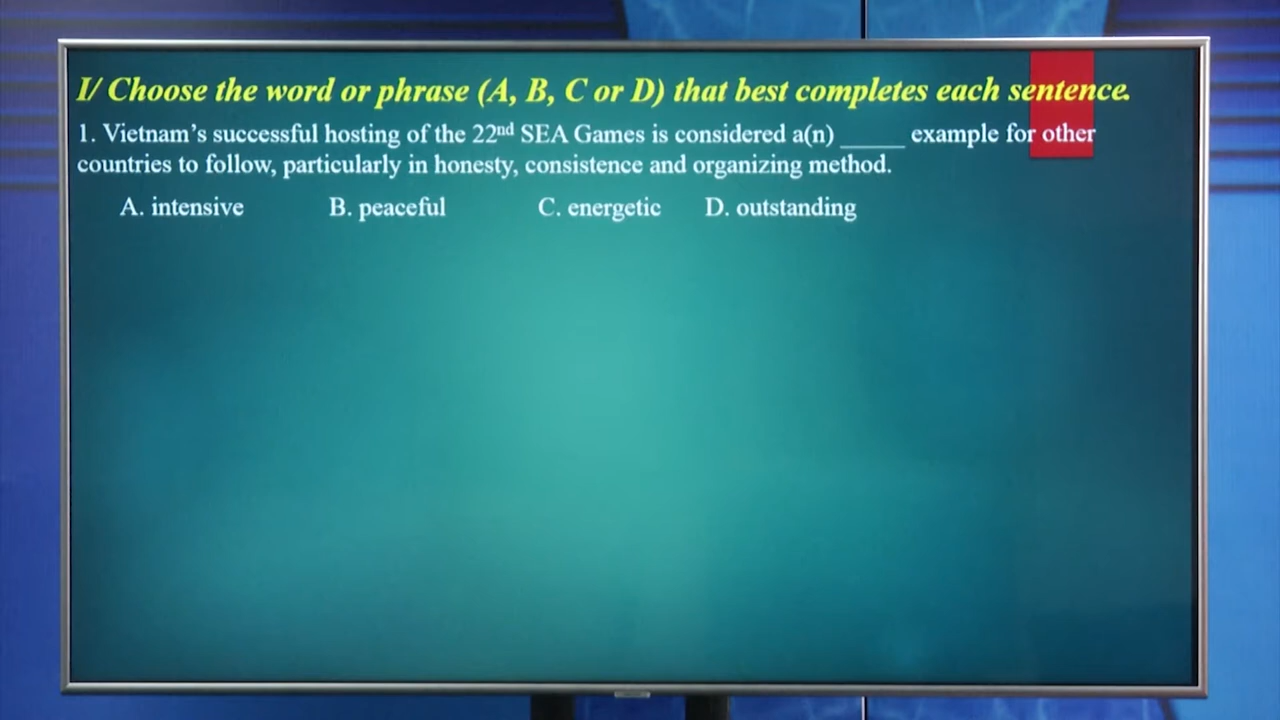 I/ Choose the word or phrase (A, B, C or D) that best completes each sentence.
1. Vietnam's successful hosting of the 22nd SEA Games is considered a(n) _____ example for other
countries to follow, particularly in honesty, consistence and organizing method.
A. intensive B. peaceful C. energetic D. outstanding